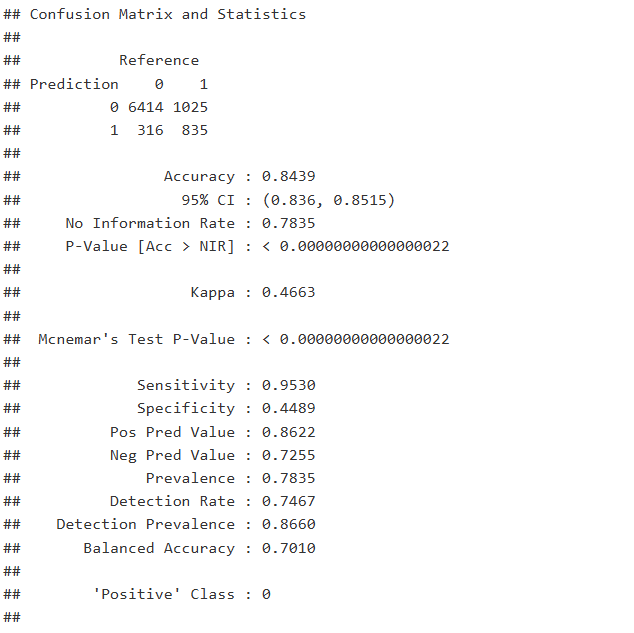 ## Confusion Matrix and Statistics
##
##           Reference
## Prediction    0    1
##          0 6414 1025
##          1  316  835
##
##                Accuracy : 0.8439
##                  95% CI : (0.836, 0.8515)
##     No Information Rate : 0.7835
##     P-Value [Acc > NIR] : < 0.00000000000000022
##
##                   Kappa : 0.4663
##
##  Mcnemar's Test P-Value : < 0.00000000000000022
##
##             Sensitivity : 0.9530
##             Specificity : 0.4489
##          Pos Pred Value : 0.8622
##          Neg Pred Value : 0.7255
##              Prevalence : 0.7835
##          Detection Rate : 0.7467
##    Detection Prevalence : 0.8660
##       Balanced Accuracy : 0.7010
##
##        'Positive' Class : 0
##